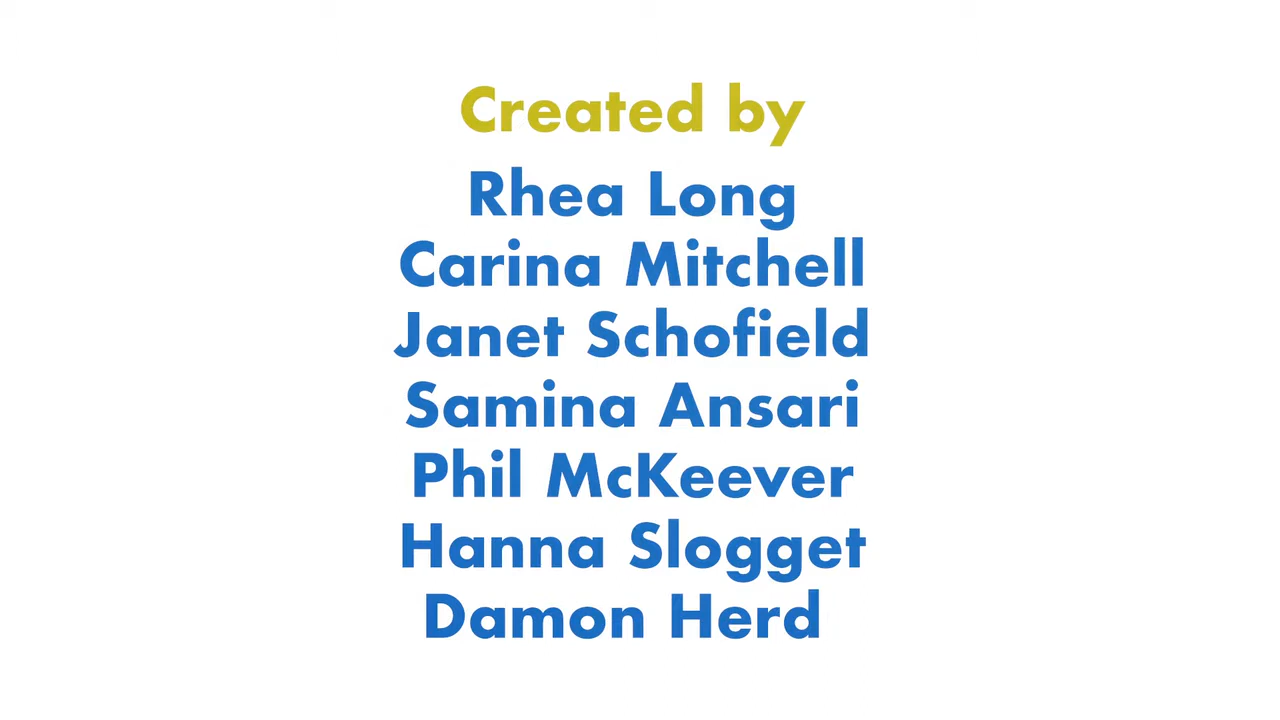 Created by
Rhea Long
Carina Mitchell
Janet Schofield
Samina Ansari
Phil McKeever
Hanna Slogget
Damon Herd